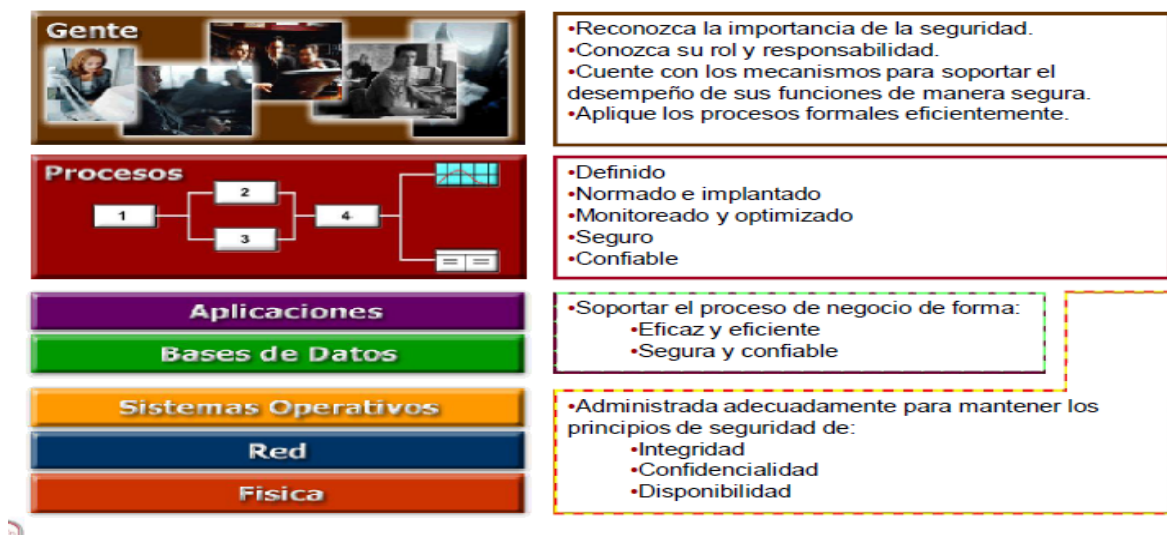 Gente
•Reconozca la importancia de la seguridad.
•Conozca su rol y responsabilidad.
•Cuente con los mecanismos para soportar el
desempeño de sus funciones de manera segura.
•Aplique los procesos formales eficientemente.
Procesos
1
2
3
4
•Definido
•Normado e implantado
•Monitoreado y optimizado
•Seguro
•Confiable
Aplicaciones
Bases de Datos
•Soportar el proceso de negocio de forma:
•Eficaz y eficiente
•Segura y confiable
Sistemas Operativos
Red
Fisica
•Administrada adecuadamente para mantener los
principios de seguridad de:
•Integridad
•Confidencialidad
•Disponibilidad